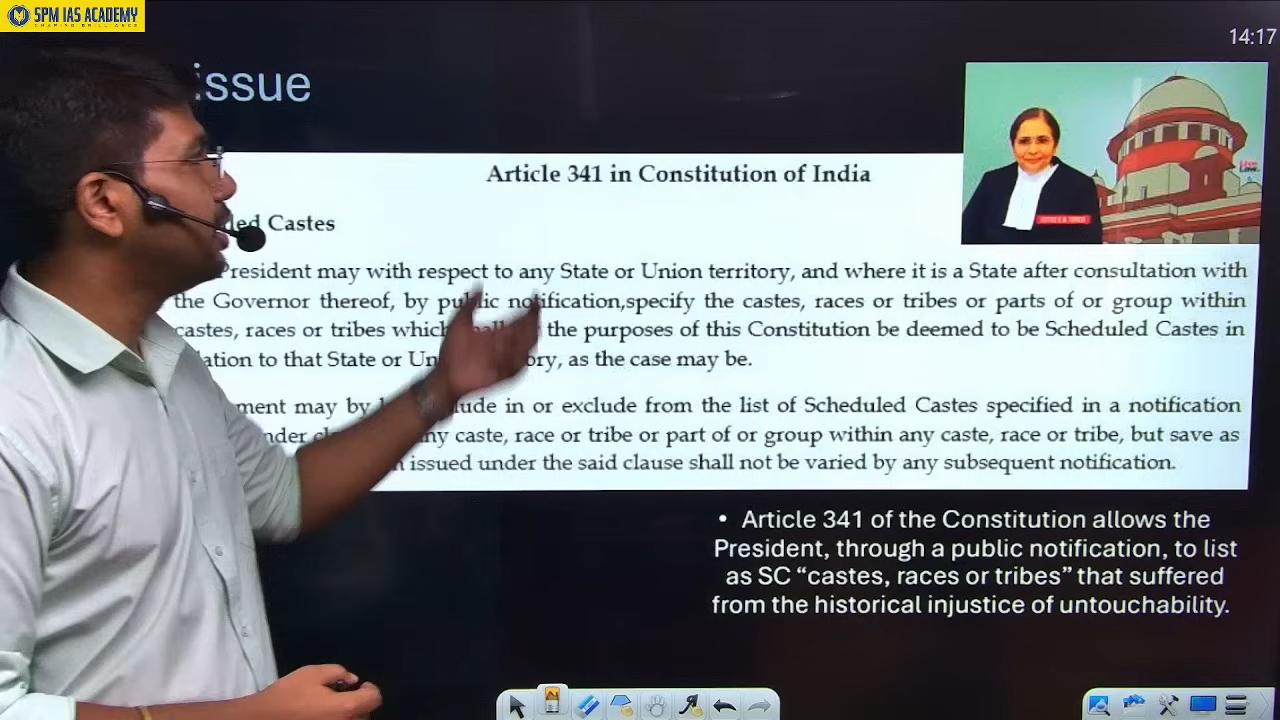 SPM IAS ACADEMY
14:17
issue
Article 341 in Constitution of India
Castes
President may with respect to any State or Union territory, and where it is a State after consultation with
the Governor thereof, by public notification,specify the castes, races or tribes or parts of or group within
castes, races or tribes which the purposes of this Constitution be deemed to be Scheduled Castes in
to that State or as the case may be.
may by in or exclude from the list of Scheduled Castes specified in a notification
caste, race or tribe or part of or group within any caste, race or tribe, but save as
issued under the said clause shall not be varied by any subsequent notification.
• Article 341 of the Constitution allows the
President, through a public notification, to list
as SC “castes, races or tribes” that suffered
from the historical injustice of untouchability.